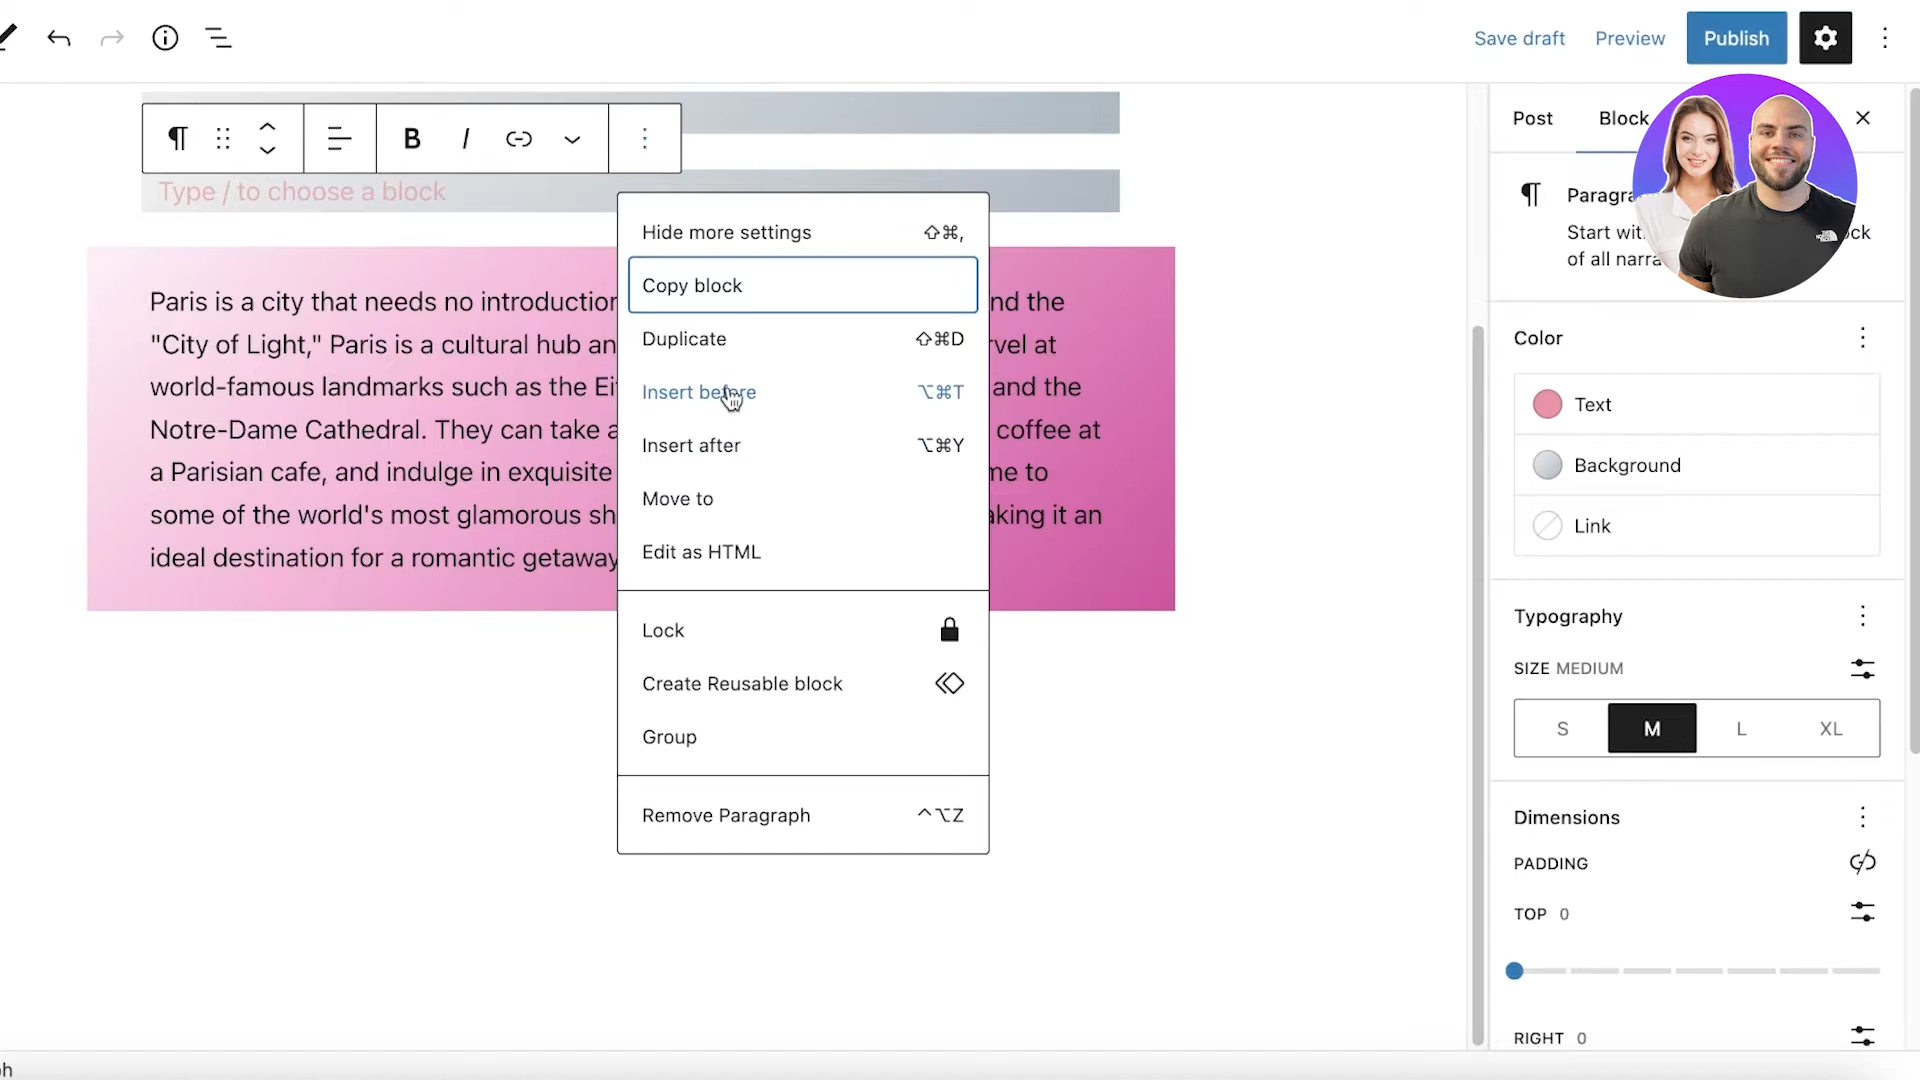 Save draft
Preview
Publish
B I
Type / to choose a block
Post
Block
Hide more settings ⇧⌘,
Copy block
Duplicate ⇧⌘D
Insert before ⌥⌘T
Insert after ⌥⌘Y
Move to
Edit as HTML
Lock
Create Reusable block
Group
Remove Paragraph ^⌥Z
Paris is a city that needs no introduction nd the
"City of Light," Paris is a cultural hub an rvel at
world-famous landmarks such as the Ei and the
Notre-Dame Cathedral. They can take a coffee at
a Parisian cafe, and indulge in exquisite me to
some of the world's most glamorous sh aking it an
ideal destination for a romantic getaway
Paragra
Start wit ock
of all narra
Color
Text
Background
Link
Typography
SIZE MEDIUM
S M L XL
Dimensions
PADDING
TOP 0
RIGHT 0
ph